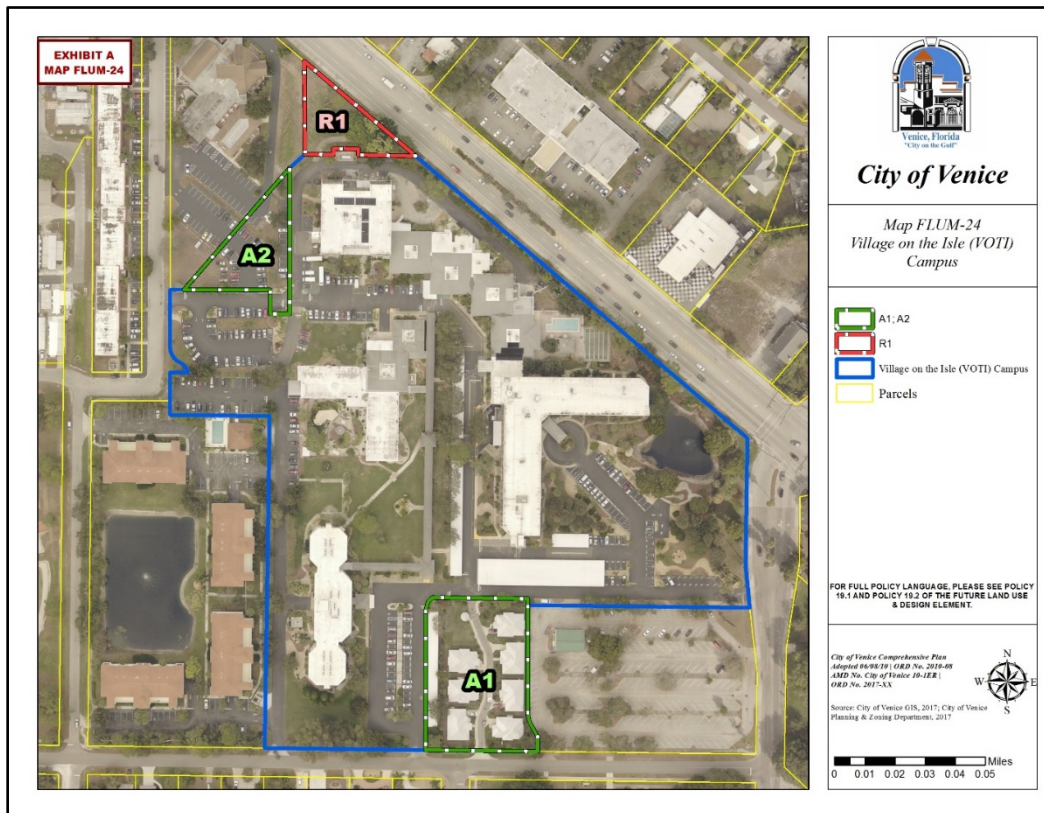 EXHIBIT A
MAP FLUM-24
R1
A2
A1
Venice, Florida
"City on the Gulf"
City of Venice
Map FLUM-24
Village on the Isle (VOTI)
Campus
A1; A2
R1
Village on the Isle (VOTI) Campus
Parcels
FOR FULL POLICY LANGUAGE, PLEASE SEE POLICY
19.1 AND POLICY 19.2 OF THE FUTURE LAND USE
& DESIGN ELEMENT.
City of Venice Comprehensive Plan
Adopted 06/08/10 | ORD No. 2010-08
AMD No. City of Venice 10-1ER |
ORD No. 2017-XX
Source: City of Venice GIS, 2017; City of Venice
Planning & Zoning Department, 2017
N
W E
S
Miles
0 0.01 0.02 0.03 0.04 0.05